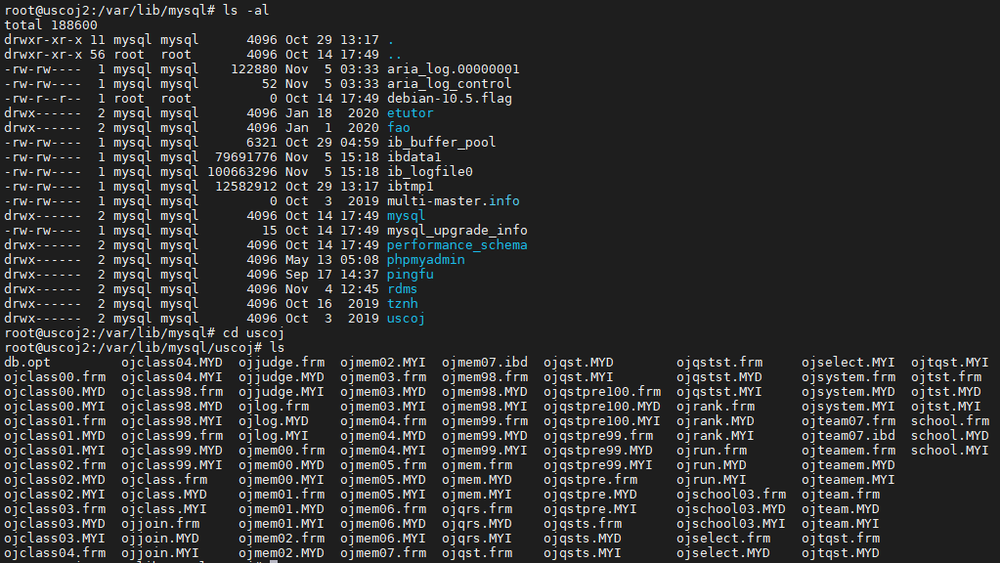 root@uscoj2:/var/lib/mysql# ls -al
total 188600
drwxr-xr-x 11 mysql mysql      4096 Oct 29 13:17 .
drwxr-xr-x 56 root  root       4096 Oct 14 17:49 ..
-rw-rw----  1 mysql mysql    122880 Nov  5 03:33 aria_log.00000001
-rw-rw----  1 mysql mysql        52 Nov  5 03:33 aria_log_control
-rw-r--r--  1 root  root          0 Oct 14 17:49 debian-10.5.flag
drwx------  2 mysql mysql      4096 Jan 18  2020 etutor
drwx------  2 mysql mysql      4096 Jan  1  2020 fao
-rw-rw----  1 mysql mysql      6321 Oct 29 04:59 ib_buffer_pool
-rw-rw----  1 mysql mysql  79691776 Nov  5 15:18 ibdata1
-rw-rw----  1 mysql mysql 100663296 Nov  5 15:18 ib_logfile0
-rw-rw----  1 mysql mysql  12582912 Oct 29 13:17 ibtmp1
-rw-rw----  1 mysql mysql         0 Oct  3  2019 multi-master.info
drwx------  2 mysql mysql      4096 Oct 14 17:49 mysql
-rw-rw----  1 mysql mysql        15 Oct 14 17:49 mysql_upgrade_info
drwx------  2 mysql mysql      4096 Oct 14 17:49 performance_schema
drwx------  2 mysql mysql      4096 May 13 05:08 phpmyadmin
drwx------  2 mysql mysql      4096 Sep 17 14:37 pingfu
drwx------  2 mysql mysql      4096 Nov  4 12:45 rdms
drwx------  2 mysql mysql      4096 Oct 16  2019 tznh
drwx------  2 mysql mysql      4096 Oct  3  2019 uscoj
root@uscoj2:/var/lib/mysql# cd uscoj
root@uscoj2:/var/lib/mysql/uscoj# ls
db.opt         ojclass04.MYD  ojjudge.frm  ojmem02.MYI  ojmem07.ibd  ojqst.MYD        ojqstst.frm     ojselect.MYI  ojtqst.MYI
ojclass00.frm  ojclass04.MYI  ojjudge.MYD  ojmem03.frm  ojmem98.frm  ojqst.MYI        ojqstst.MYD     ojsystem.frm  ojtst.frm
ojclass00.MYD  ojclass98.frm  ojjudge.MYI  ojmem03.MYD  ojmem98.MYD  ojqstpre100.frm  ojqstst.MYI     ojsystem.MYD  ojtst.MYD
ojclass00.MYI  ojclass98.MYD  ojlog.frm    ojmem03.MYI  ojmem98.MYI  ojqstpre100.MYD  ojrank.frm      ojsystem.MYI  ojtst.MYI
ojclass01.frm  ojclass98.MYI  ojlog.MYD    ojmem04.frm  ojmem99.frm  ojqstpre100.MYI  ojrank.MYD      ojteam07.frm  school.frm
ojclass01.MYD  ojclass99.frm  ojlog.MYI    ojmem04.MYD  ojmem99.MYD  ojqstpre99.frm   ojrank.MYI      ojteam07.ibd  school.MYD
ojclass01.MYI  ojclass99.MYD  ojmem00.frm  ojmem04.MYI  ojmem99.MYI  ojqstpre99.MYD   ojrun.frm       ojteamem.frm  school.MYI
ojclass02.frm  ojclass99.MYI  ojmem00.MYD  ojmem05.frm  ojmem.frm    ojqstpre99.MYI   ojrun.MYD       ojteamem.MYD
ojclass02.MYD  ojclass.frm    ojmem00.MYI  ojmem05.MYD  ojmem.MYD    ojqstpre.frm     ojrun.MYI       ojteamem.MYI
ojclass02.MYI  ojclass.MYD    ojmem01.frm  ojmem05.MYI  ojmem.MYI    ojqstpre.MYD     ojschool03.frm  ojteam.frm
ojclass03.frm  ojclass.MYI    ojmem01.MYD  ojmem06.frm  ojqrs.frm    ojqstpre.MYI     ojschool03.MYD  ojteam.MYD
ojclass03.MYD  ojjoin.frm     ojmem01.MYI  ojmem06.MYD  ojqrs.MYD    ojqsts.frm       ojschool03.MYI  ojteam.MYI
ojclass03.MYI  ojjoin.MYD     ojmem02.frm  ojmem06.MYI  ojqrs.MYI    ojqsts.MYD       ojselect.frm    ojtqst.frm
ojclass04.frm  ojjoin.MYI     ojmem02.MYD  ojmem07.frm  ojqst.frm    ojqsts.MYI       ojselect.MYD    ojtqst.MYD